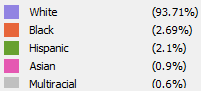 White (93.71%)
Black (2.69%)
Hispanic (2.1%)
Asian (0.9%)
Multiracial (0.6%)